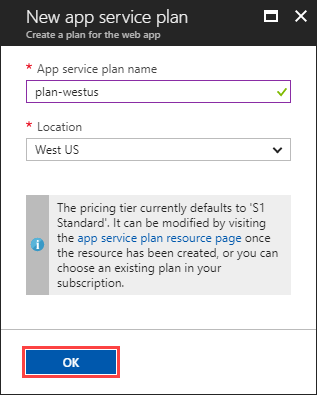 New app service plan
Create a plan for the web app
* App service plan name
plan-westus
* Location
West US
The pricing tier currently defaults to 'S1
Standard'. It can be modified by visiting
the app service plan resource page once
the resource has been created, or you can
choose an existing plan in your
subscription.
OK